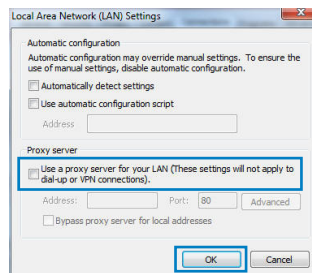 Local Area Network (LAN) Settings
Automatic configuration
Automatic configuration may override manual settings. To ensure the
use of manual settings, disable automatic configuration.
Automatically detect settings
Use automatic configuration script
Address
Proxy server
Use a proxy server for your LAN (These settings will not apply to
dial-up or VPN connections).
Address: Port: 80 Advanced
Bypass proxy server for local addresses
OK Cancel